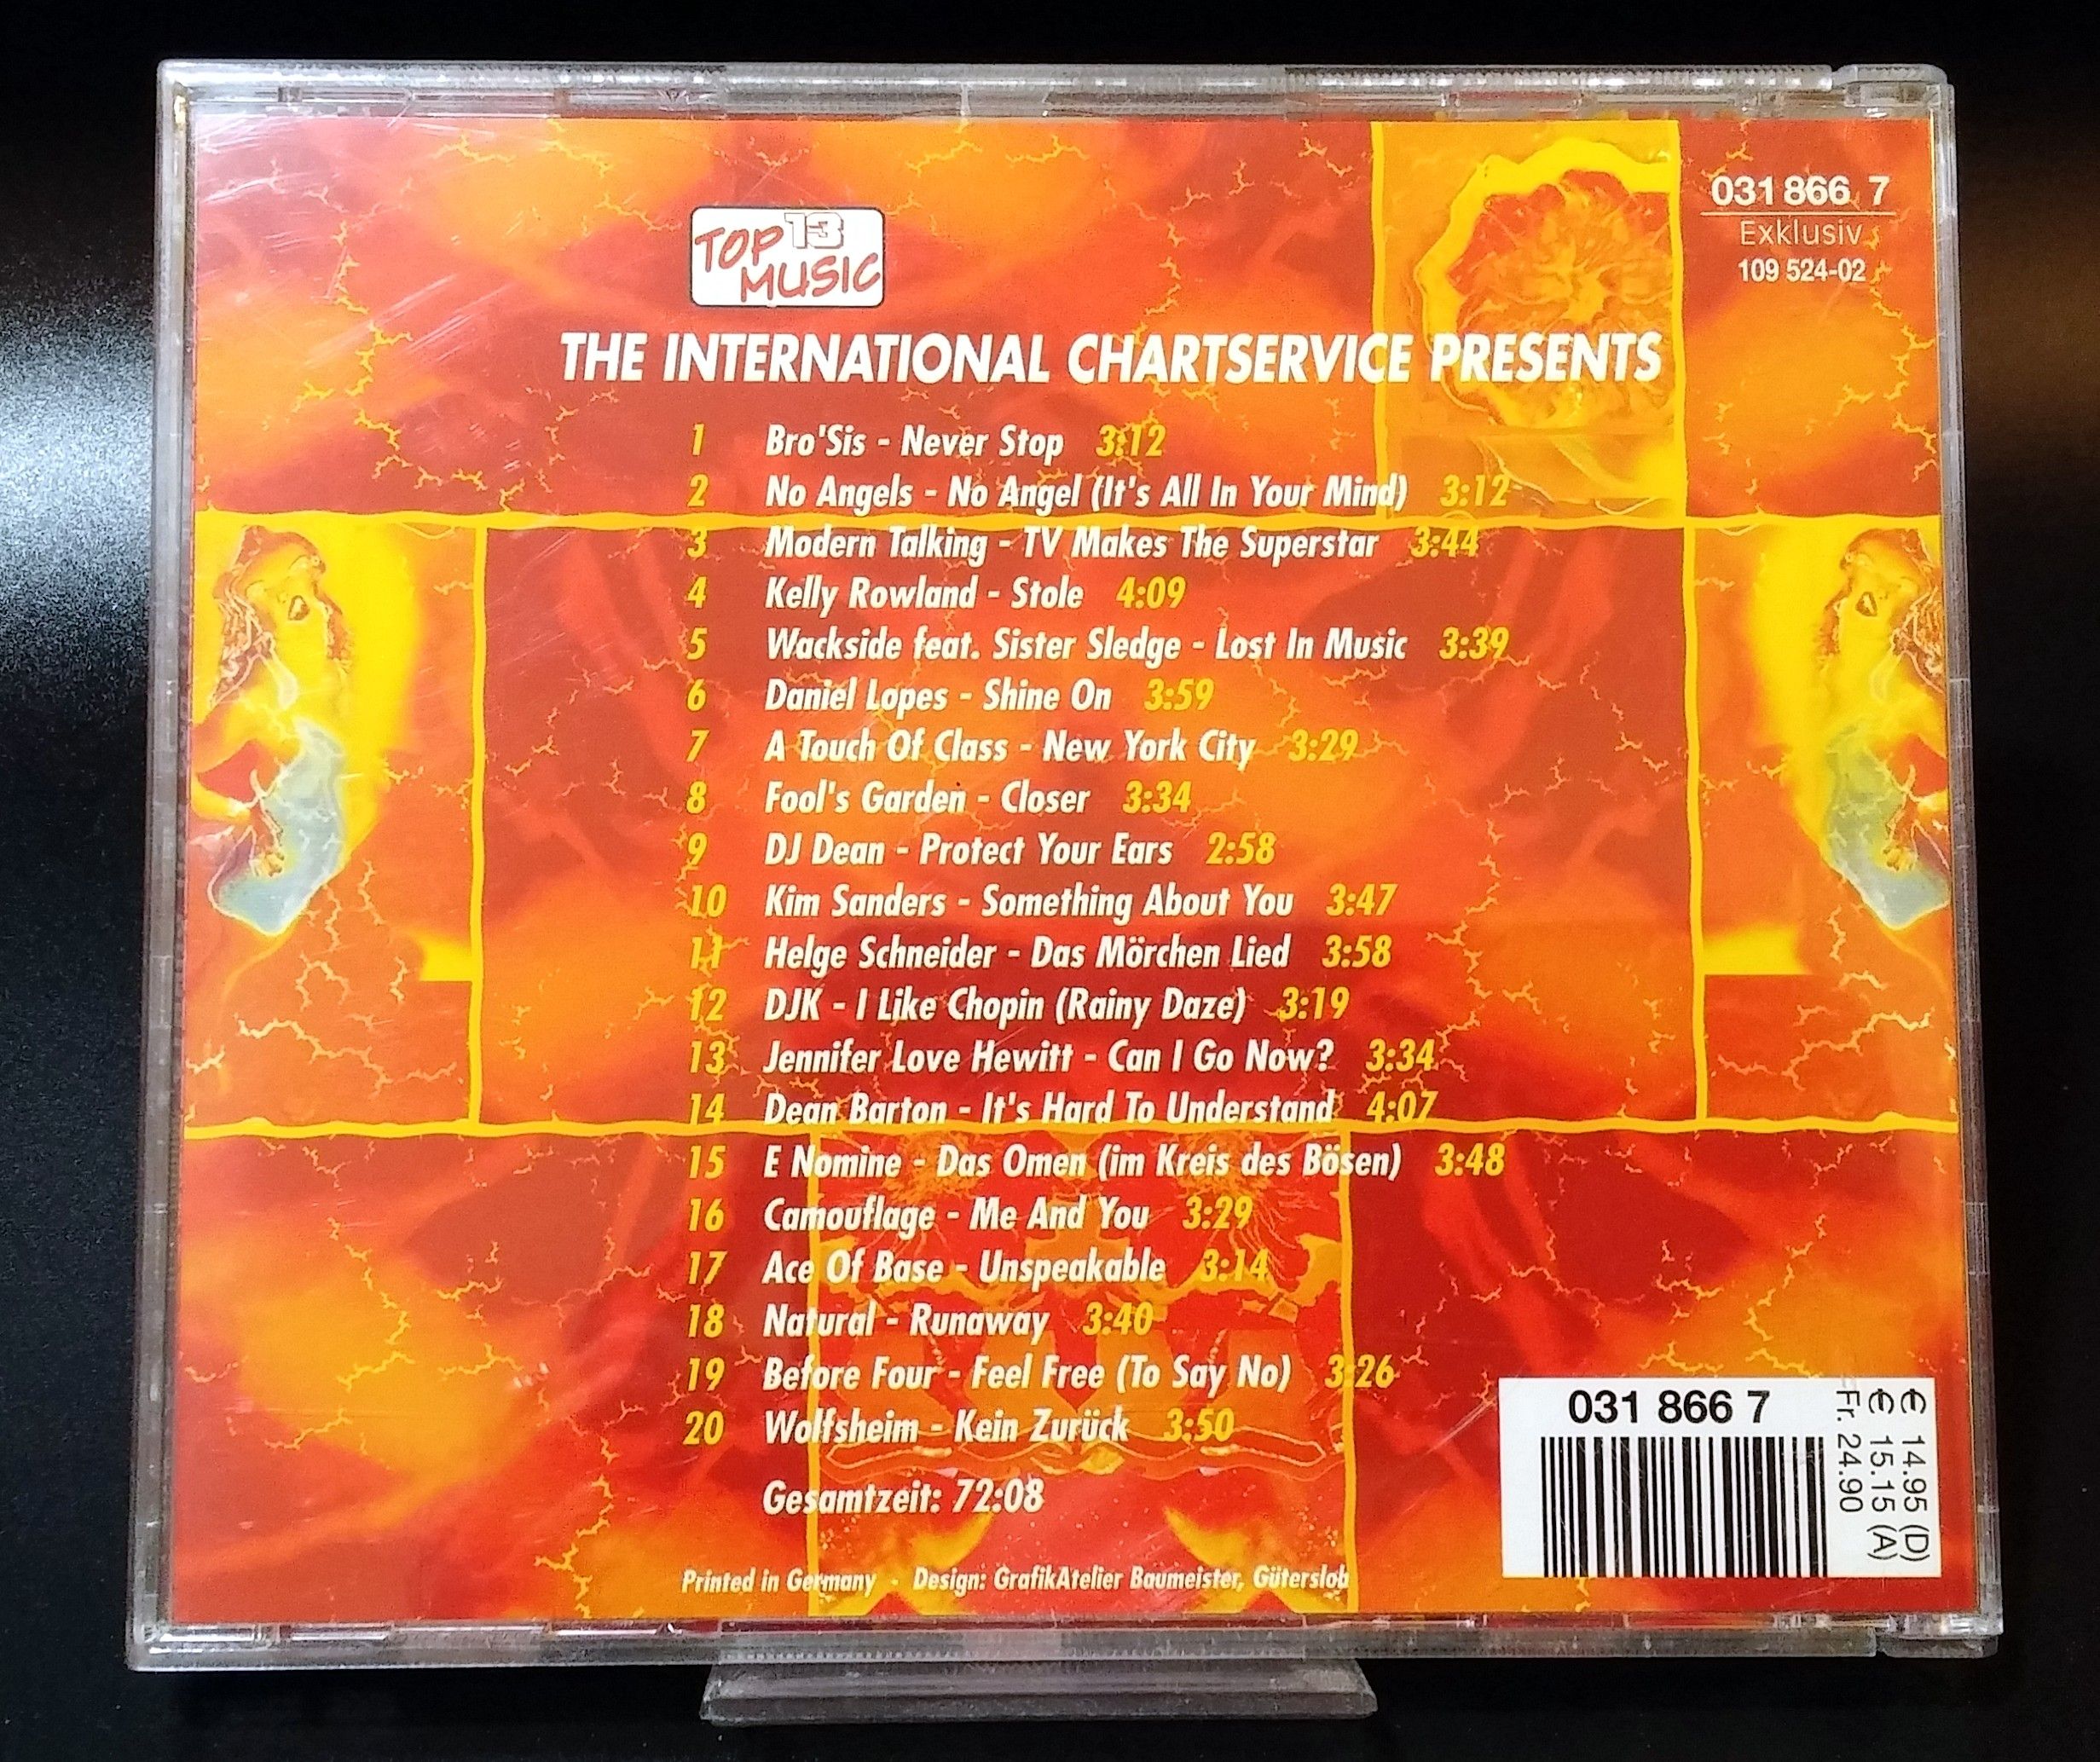 TOP 13
MUSIC
031 866 7
Exklusiv
109 524-02
THE INTERNATIONAL CHARTSERVICE PRESENTS
1 Bro'Sis - Never Stop 3:12
2 No Angels - No Angel (It's All In Your Mind) 3:12
3 Modern Talking - TV Makes The Superstar 3:44
4 Kelly Rowland - Stole 4:09
5 Wackside feat. Sister Sledge - Lost In Music 3:39
6 Daniel Lopes - Shine On 3:59
7 A Touch Of Class - New York City 3:29
8 Fool's Garden - Closer 3:34
9 DJ Dean - Protect Your Ears 2:58
10 Kim Sanders - Something About You 3:47
11 Helge Schneider - Das Mörchen Lied 3:58
12 DJK - I Like Chopin (Rainy Daze) 3:19
13 Jennifer Love Hewitt - Can I Go Now? 3:34
14 Dean Barton - It's Hard To Understand 4:07
15 E Nomine - Das Omen (im Kreis des Bösen) 3:48
16 Camouflage - Me And You 3:29
17 Ace Of Base - Unspeakable 3:14
18 Natural - Runaway 3:40
19 Before Four - Feel Free (To Say No) 3:26
20 Wolfsheim - Kein Zurück 3:50
Gesamtzeit: 72:08
Printed in Germany - Design: GrafikAtelier Baumeister, Güterslob
031 866 7
€ 14.95 (D)
€ 15.15 (A)
Fr. 24.90